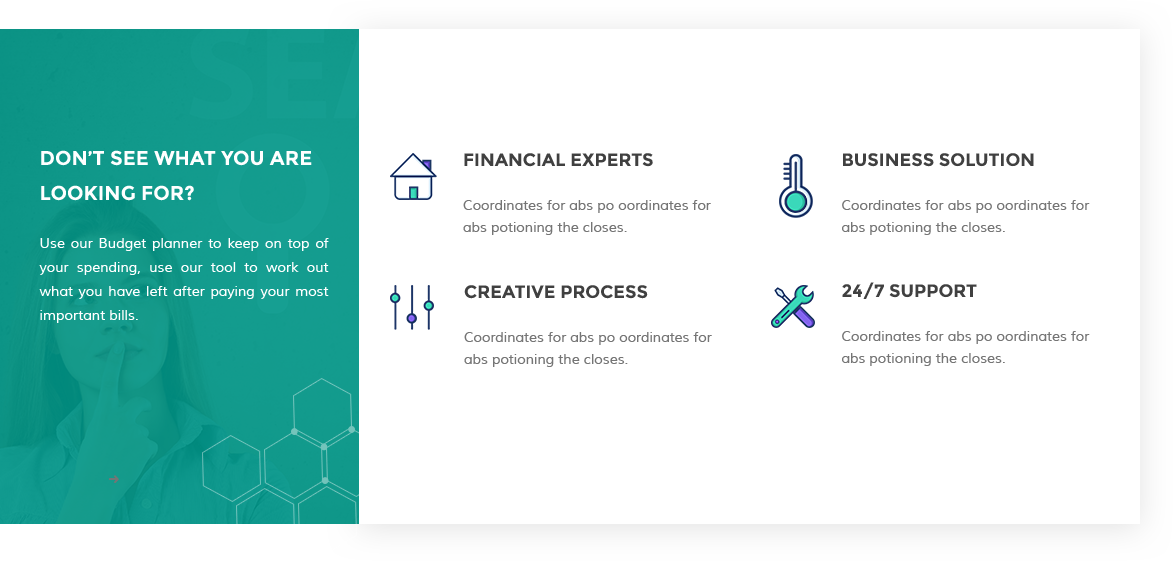 DON'T SEE WHAT YOU ARE
LOOKING FOR?
Use our Budget planner to keep on top of
your spending, use our tool to work out
what you have left after paying your most
important bills.
FINANCIAL EXPERTS
Coordinates for abs po oordinates for
abs potioning the closes.
BUSINESS SOLUTION
Coordinates for abs po oordinates for
abs potioning the closes.
CREATIVE PROCESS
Coordinates for abs po oordinates for
abs potioning the closes.
24/7 SUPPORT
Coordinates for abs po oordinates for
abs potioning the closes.